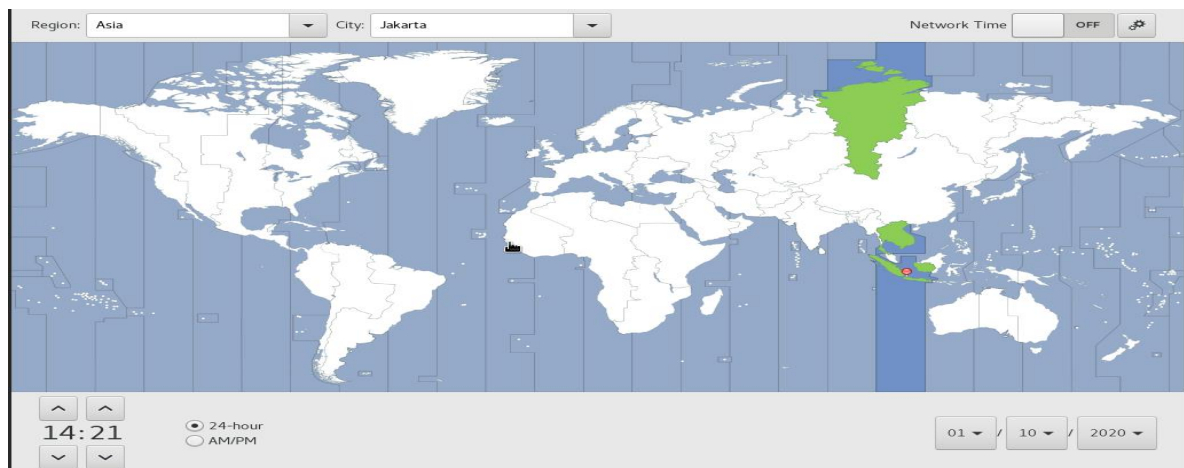 Region: Asia City: Jakarta Network Time OFF
14:21
24-hour
AM/PM
01 / 10 / 2020